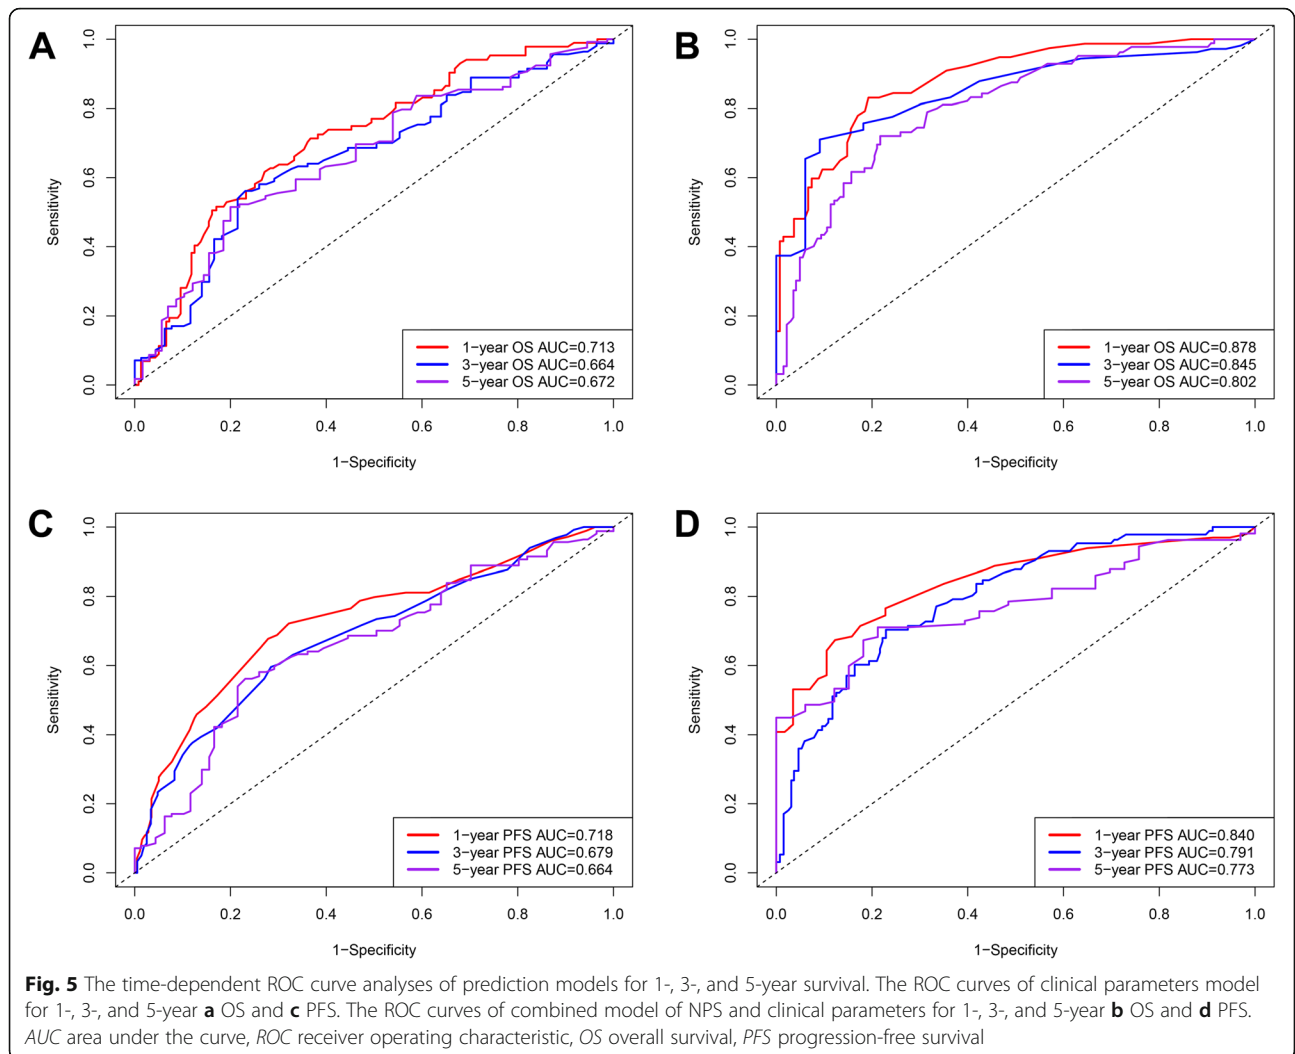 A
1.0
0.8
0.6
0.4
0.2
0.0
Sensitivity
1-year OS AUC=0.713
3-year OS AUC=0.664
5-year OS AUC=0.672
0.0 0.2 0.4 0.6 0.8 1.0
1-Specificity
B
1.0
0.8
0.6
0.4
0.2
0.0
Sensitivity
1-year OS AUC=0.878
3-year OS AUC=0.845
5-year OS AUC=0.802
0.0 0.2 0.4 0.6 0.8 1.0
1-Specificity
C
1.0
0.8
0.6
0.4
0.2
0.0
Sensitivity
1-year PFS AUC=0.718
3-year PFS AUC=0.679
5-year PFS AUC=0.664
0.0 0.2 0.4 0.6 0.8 1.0
1-Specificity
D
1.0
0.8
0.6
0.4
0.2
0.0
Sensitivity
1-year PFS AUC=0.840
3-year PFS AUC=0.791
5-year PFS AUC=0.773
0.0 0.2 0.4 0.6 0.8 1.0
1-Specificity
Fig. 5 The time-dependent ROC curve analyses of prediction models for 1-, 3-, and 5-year survival. The ROC curves of clinical parameters model
for 1-, 3-, and 5-year a OS and c PFS. The ROC curves of combined model of NPS and clinical parameters for 1-, 3-, and 5-year b OS and d PFS.
AUC area under the curve, ROC receiver operating characteristic, OS overall survival, PFS progression-free survival